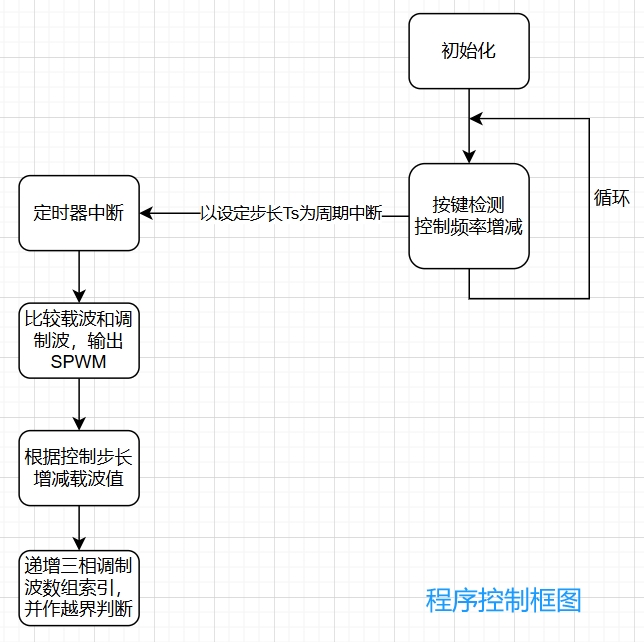 初始化
按键检测
控制频率增减
循环
以设定步长Ts为周期中断
定时器中断
比较载波和调
制波，输出
SPWM
根据控制步长
增减载波值
递增三相调制
波数组索引，
并作越界判断
程序控制框图